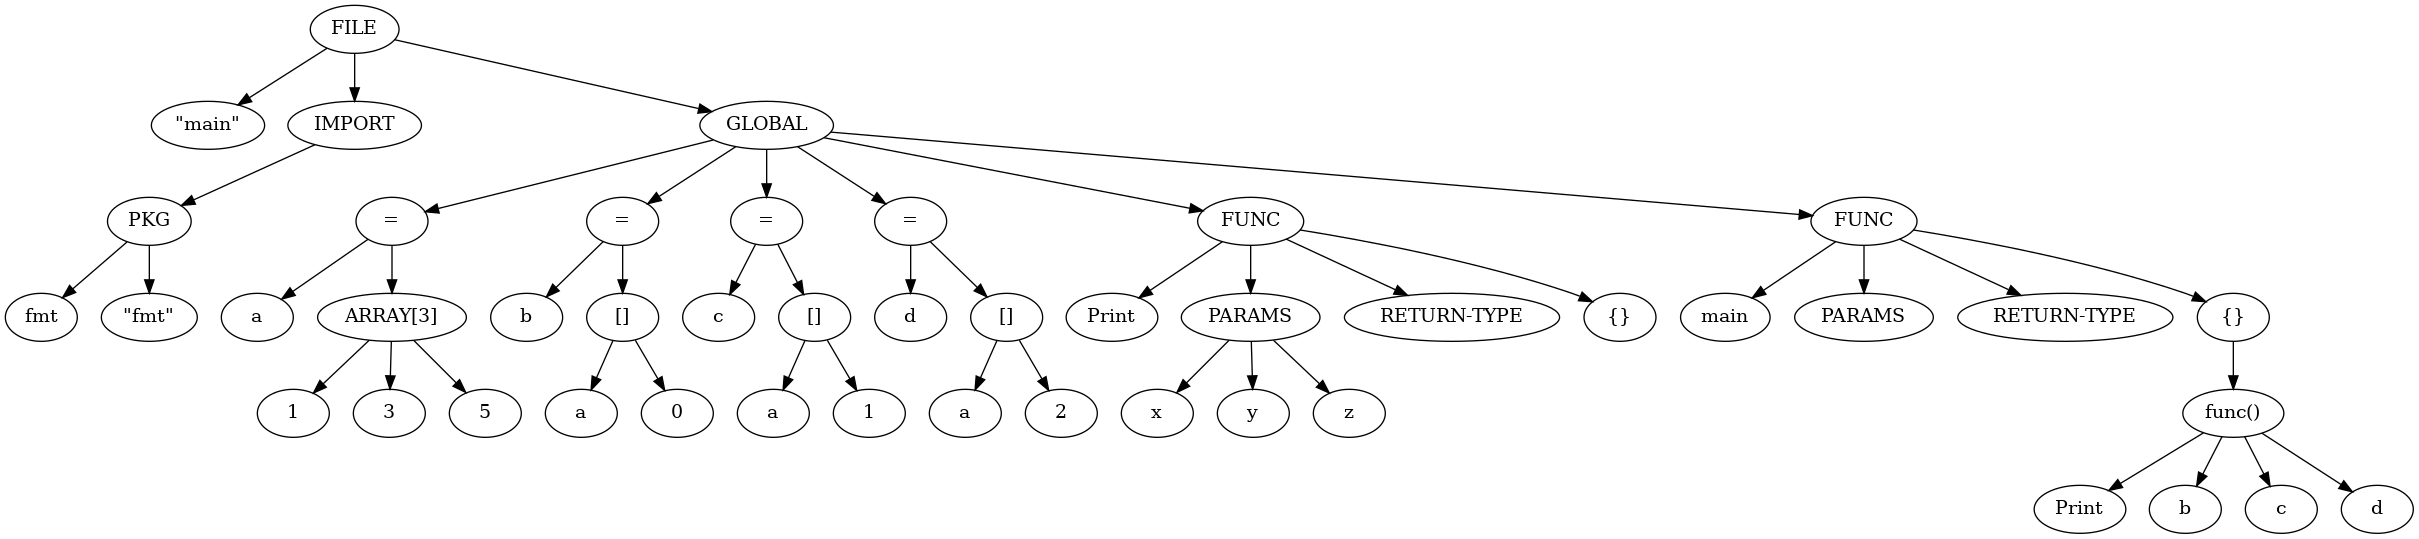 FILE
"main" IMPORT GLOBAL
PKG = = = = FUNC FUNC
fmt "fmt" a ARRAY[3] b [] c [] d [] Print PARAMS RETURN-TYPE {} main PARAMS RETURN-TYPE {}
1 3 5 a 0 a 1 a 2 x y z func()
Print b c d